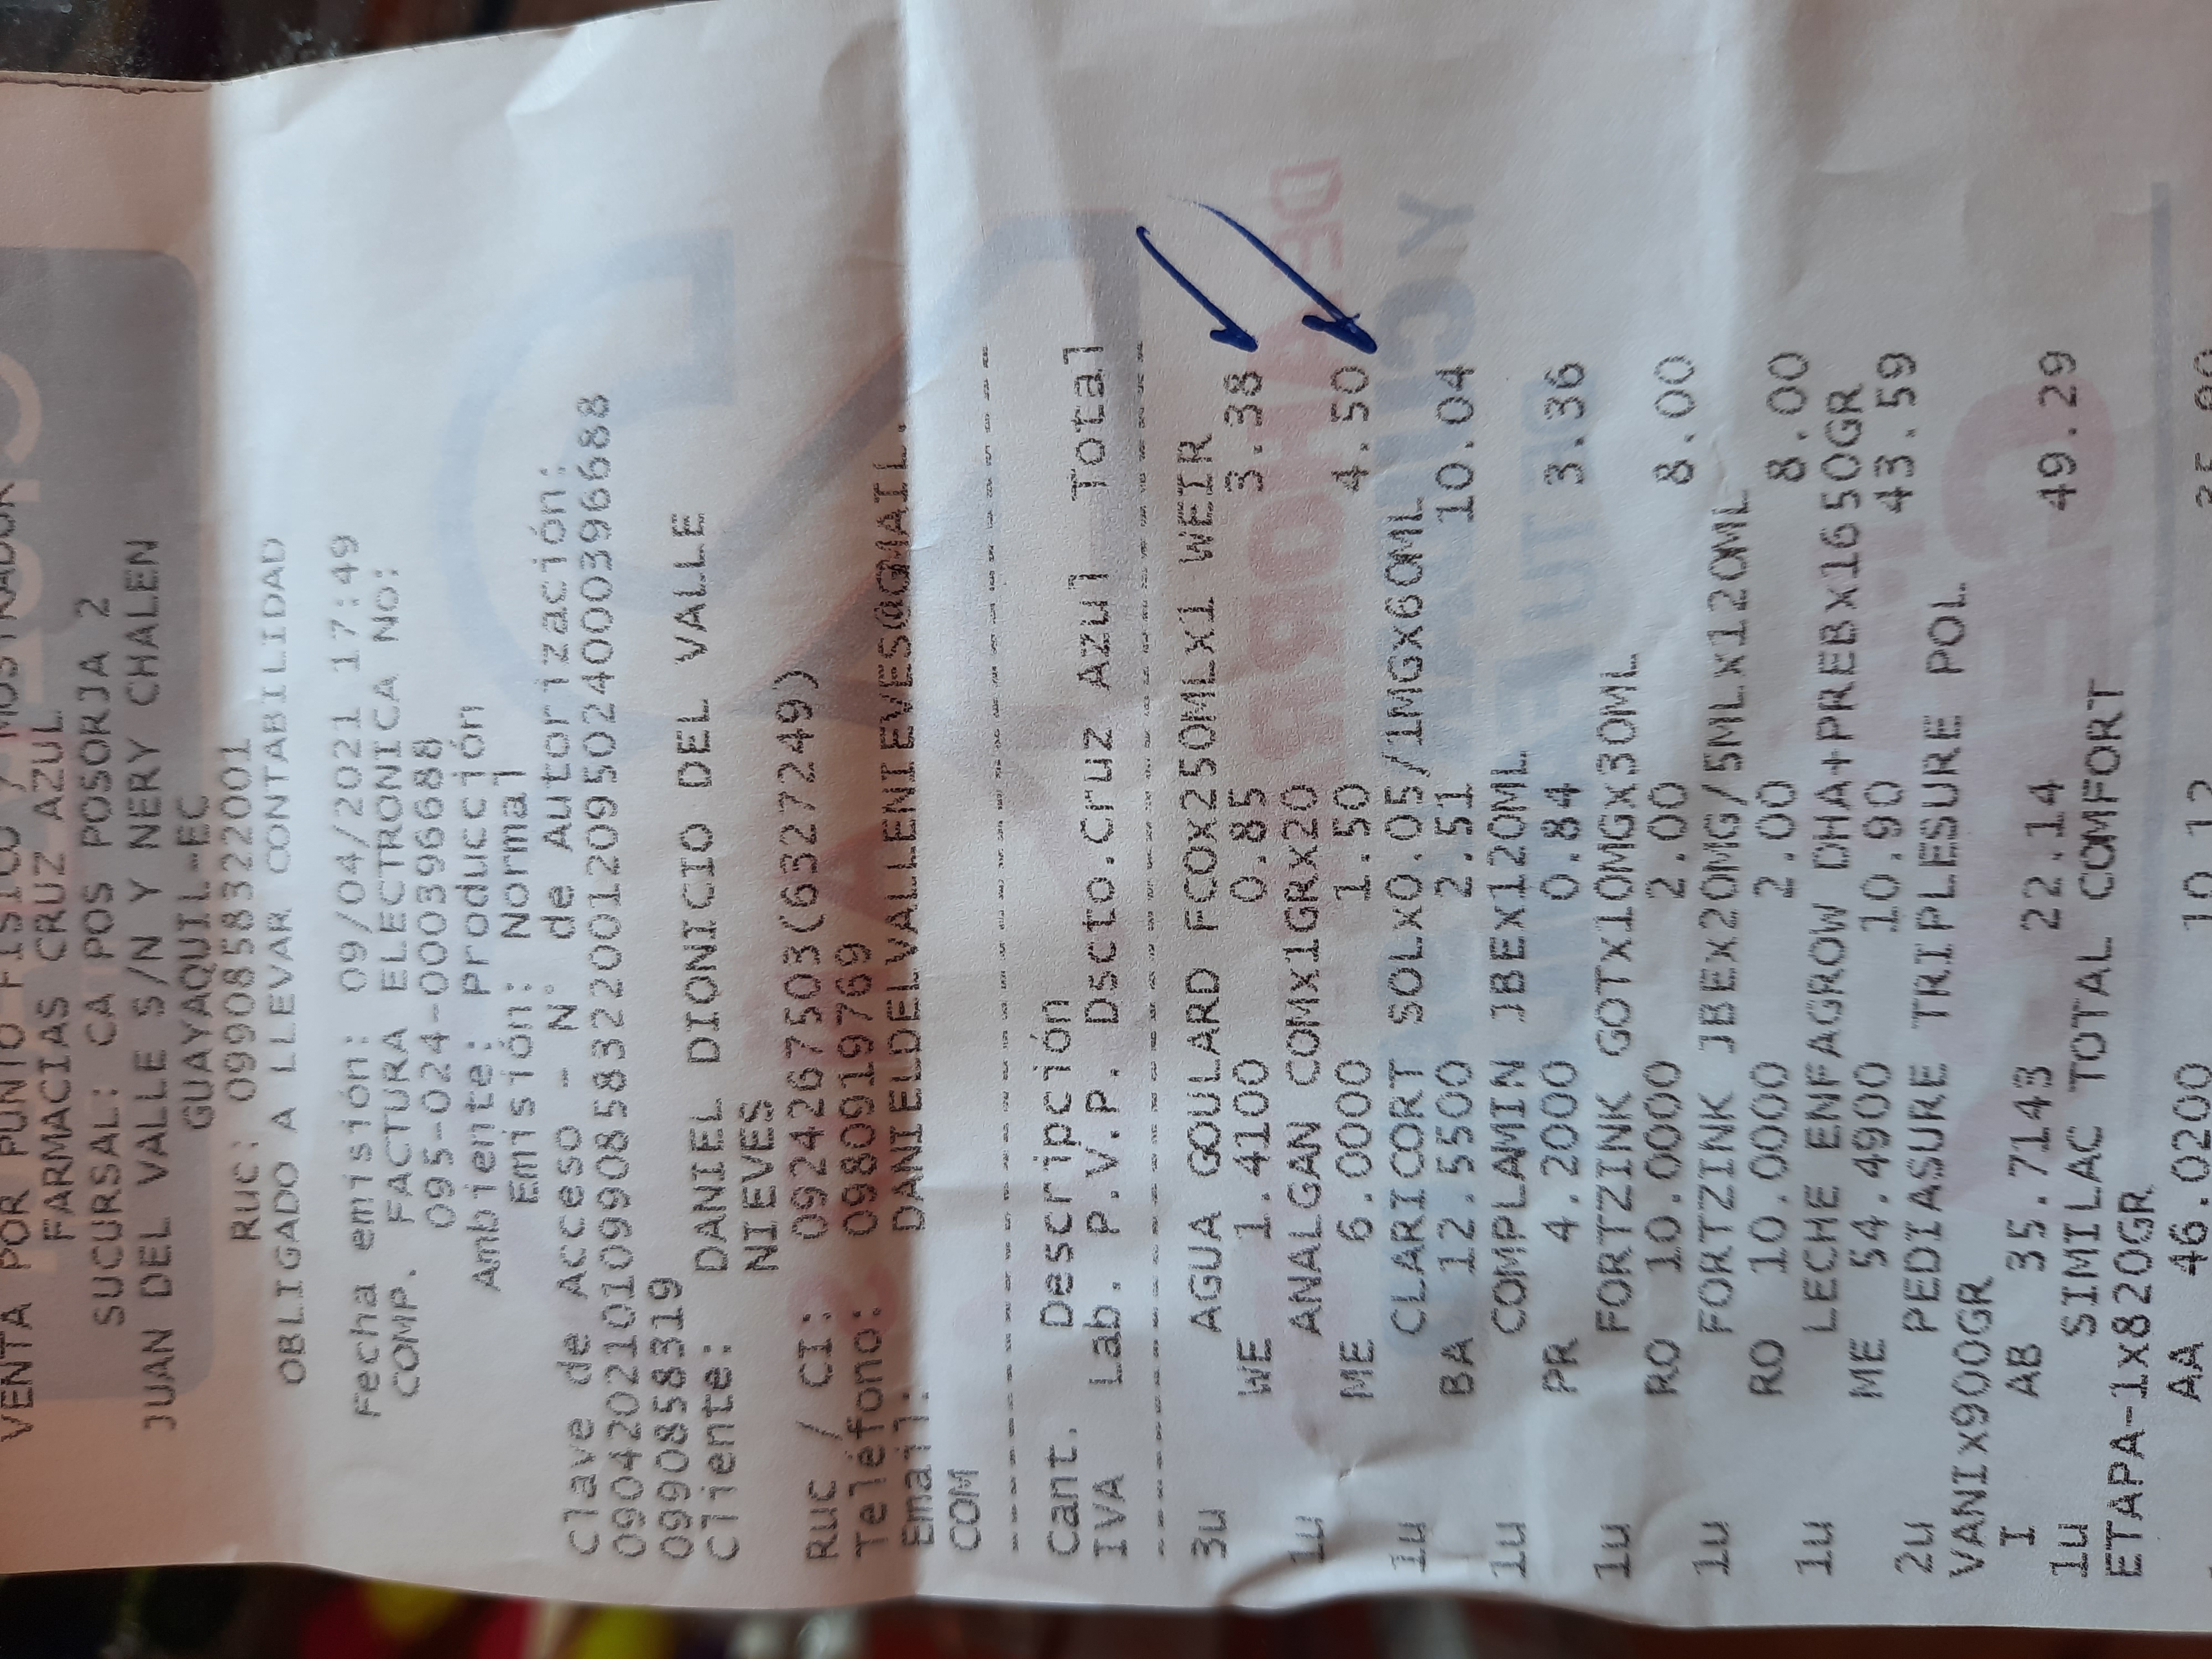 VENTA POR PUNTO FISICO / MOSTRADOR
FARMACIAS CRUZ AZUL
SUCURSAL: CA POS POSORJA 2
JUAN DEL VALLE S/N Y NERY CHALEN
GUAYAQUIL-EC
Ruc: 0990858322001
OBLIGADO A LLEVAR CONTABILIDAD
Fecha emisión: 09/04/2021 17:49
COMP. FACTURA ELECTRONICA No:
095-024-000396688
Ambiente: Producción
Emisión: Normal
Clave de Acceso - N° de Autorización:
090420210109908583220012095024000396688
0990858319
Cliente: DANIEL DIONICIO DEL VALLE
NIEVES
Ruc / CI: 0924267503(6327249)
Teléfono: 0980919769
Email: DANIELDELVALLENIEVES@GMAIL.
COM
Cant. Descripción
IVA Lab. P.V.P. Dscto.Cruz Azul Total
3u AGUA GOULARD FCOx250MLx1 WEIR
WE 1.4100 0.85 3.38
1u ANALGAN COMx1GRx20
ME 6.0000 1.50 4.50
1u CLARICORT SOLx0.05/1MGx60ML
BA 12.5500 2.51 10.04
1u COMPLAMIN JBEx120ML
PR 4.2000 0.84 3.36
1u FORTZINK GOTx10MGx30ML
RO 10.0000 2.00 8.00
1u FORTZINK JBEx20MG/5MLx120ML
RO 10.0000 2.00 8.00
1u LECHE ENFAGROW DHA+PREBx1650GR
ME 54.4900 10.90 43.59
2u PEDIASURE TRIPLESURE POL
VANIx900GR
I AB 35.7143 22.14 49.29
1u SIMILAC TOTAL COMFORT
ETAPA-1x820GR
AA 46.0200 10.12 35.90